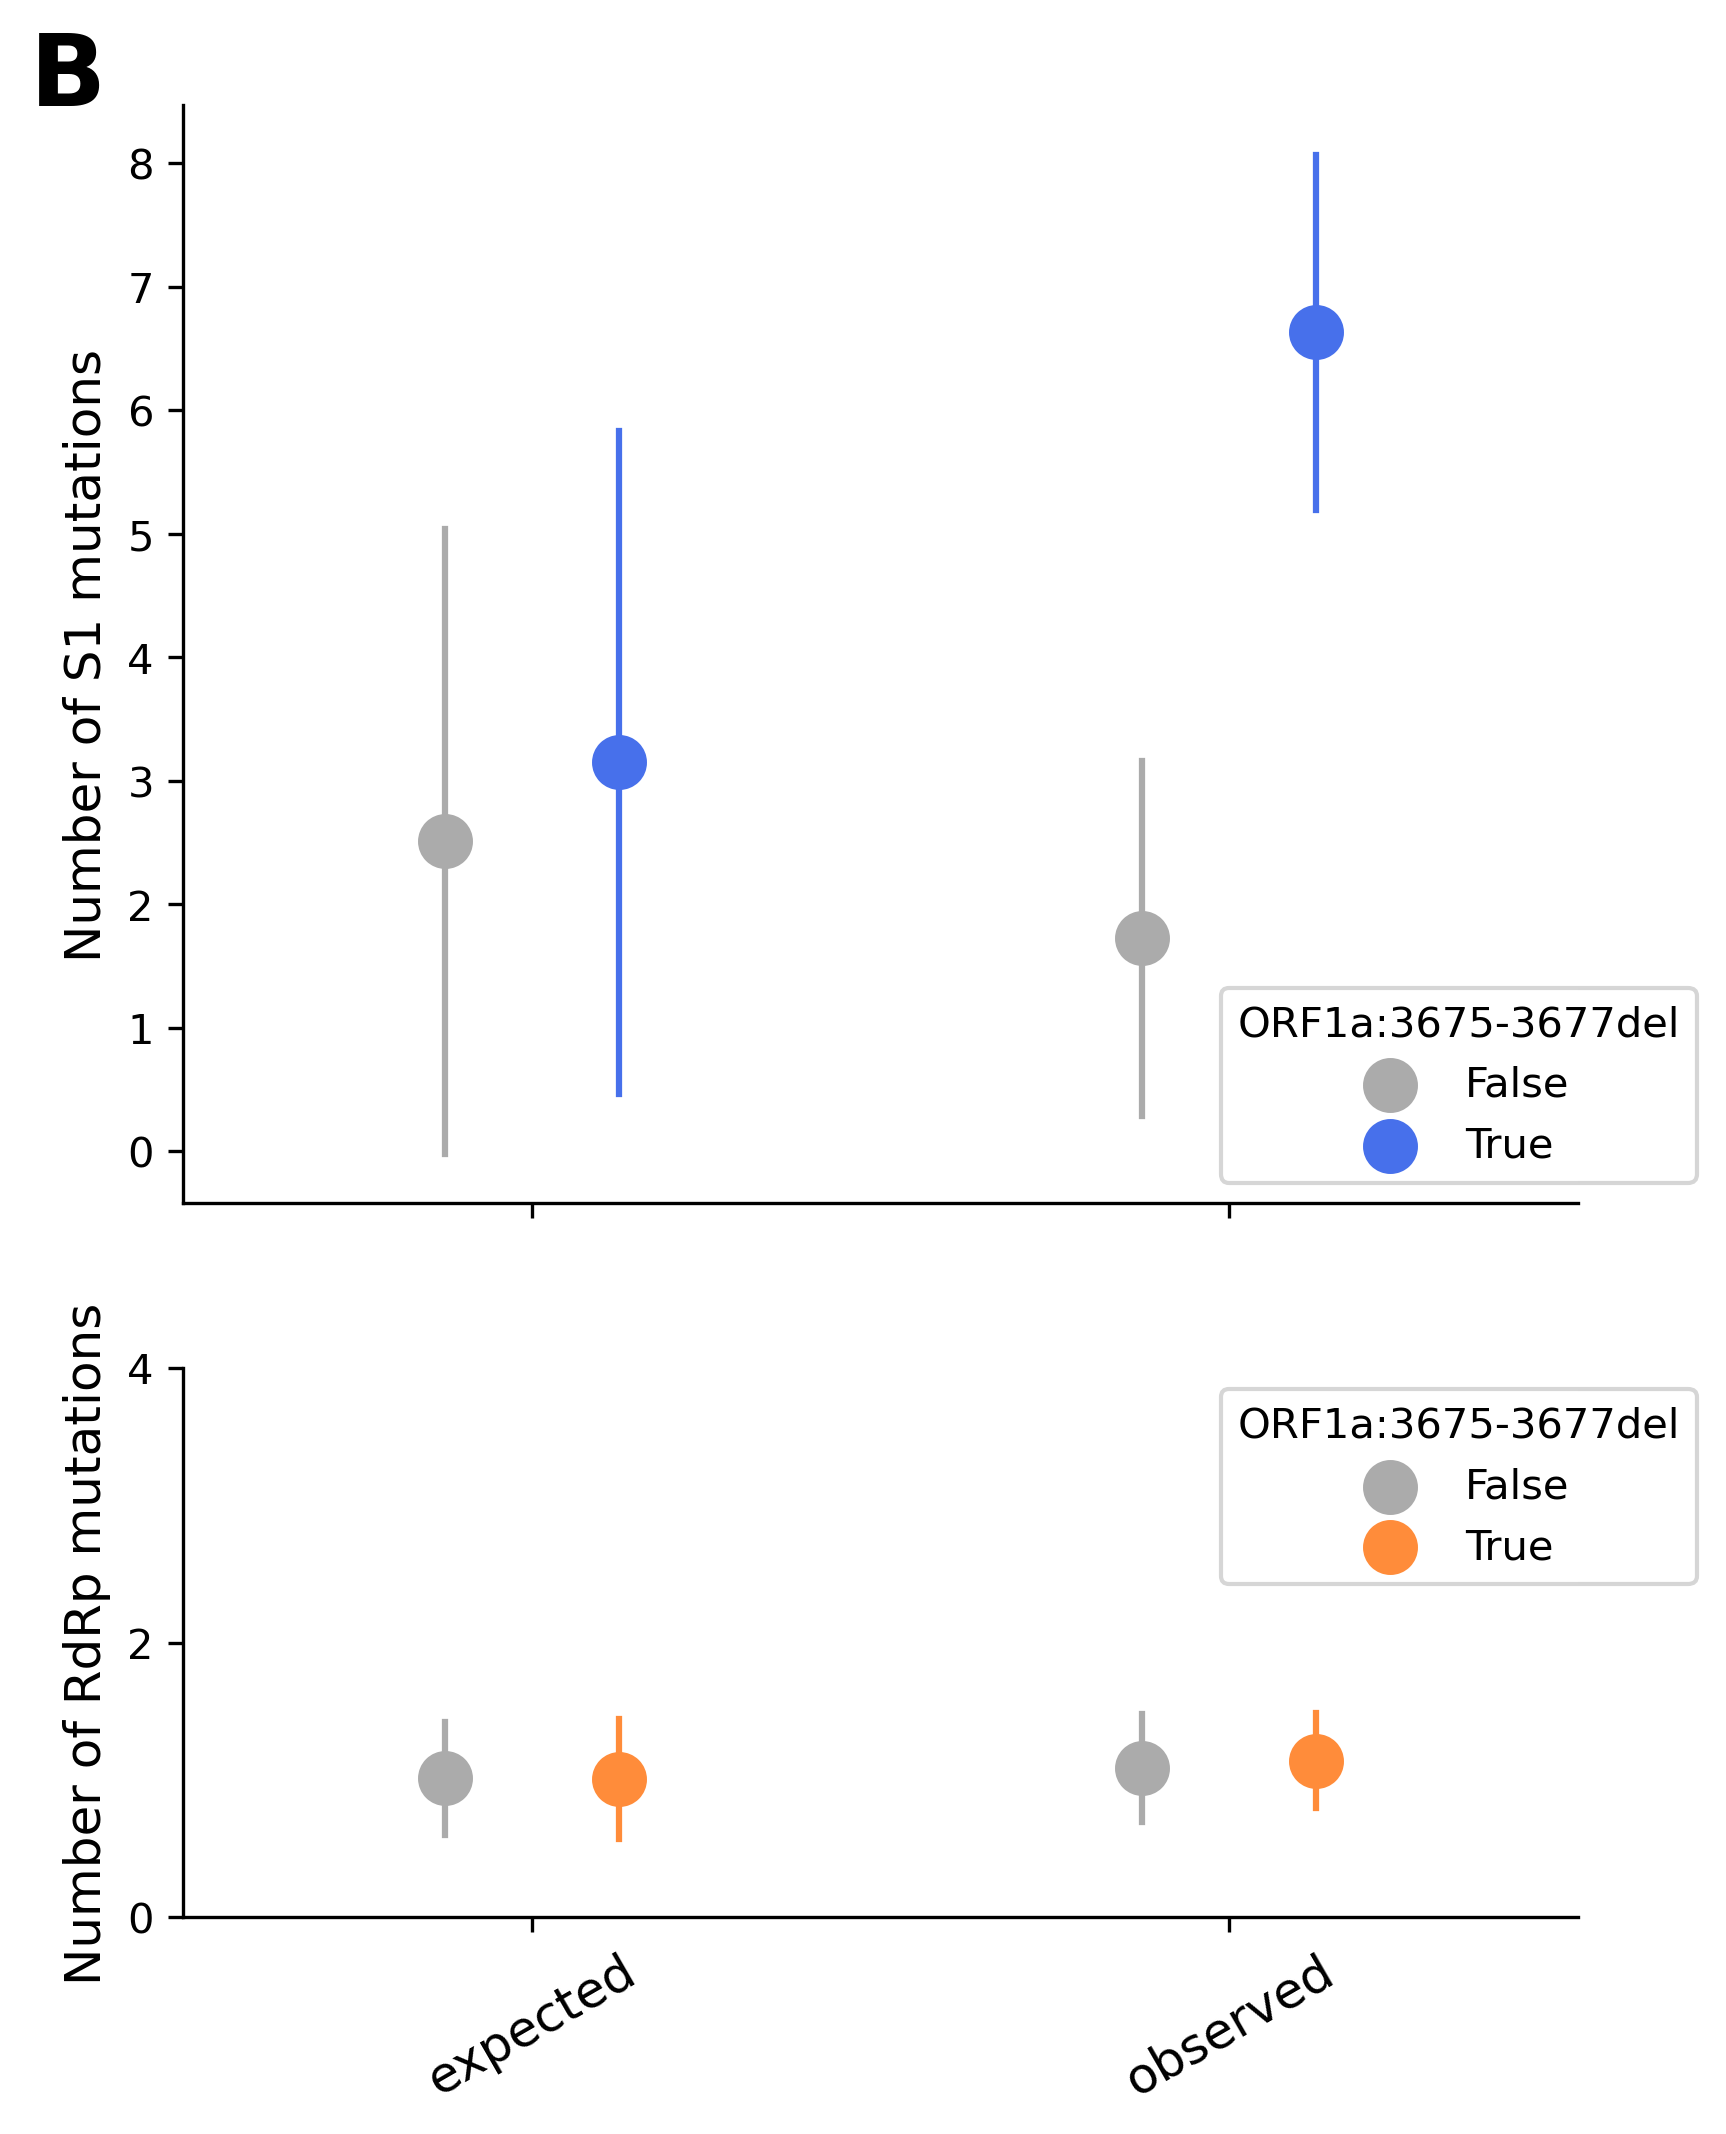 B
Number of S1 mutations
8
7
6
5
4
3
2
1
0
ORF1a:3675-3677del
False
True
Number of RdRp mutations
4
2
0
ORF1a:3675-3677del
False
True
expected
observed